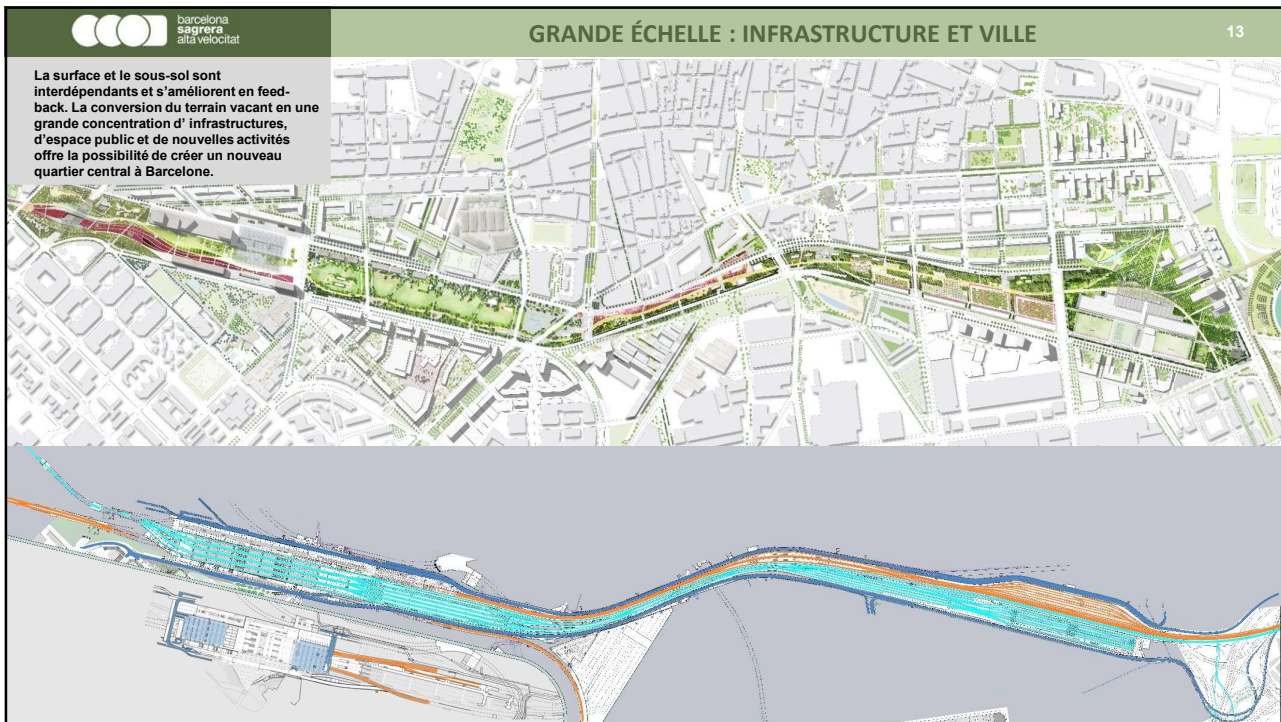 barcelona
sagrera
alta velocitat
GRANDE ÉCHELLE : INFRASTRUCTURE ET VILLE
13
La surface et le sous-sol sont
interdépendants et s'améliorent en feed-
back. La conversion du terrain vacant en une
grande concentration d' infrastructures,
d'espace public et de nouvelles activités
offre la possibilité de créer un nouveau
quartier central à Barcelone.